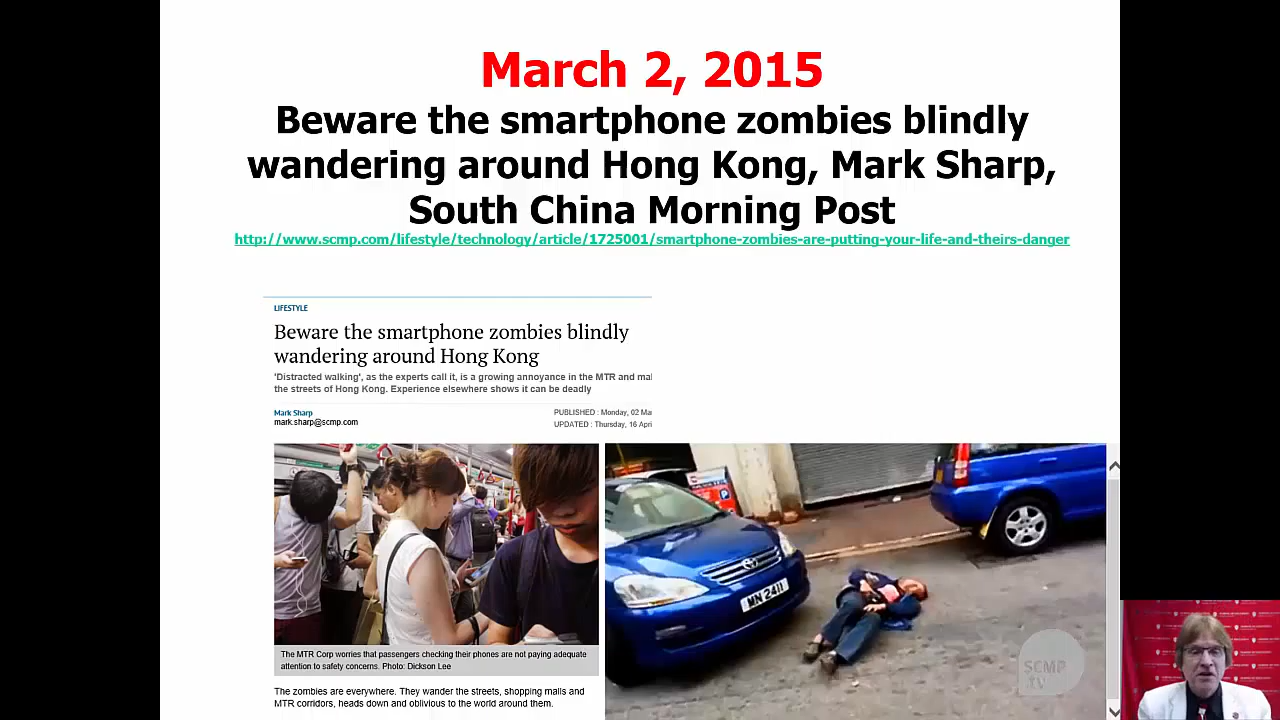 March 2, 2015
Beware the smartphone zombies blindly
wandering around Hong Kong, Mark Sharp,
South China Morning Post
http://www.scmp.com/lifestyle/technology/article/1725001/smartphone-zombies-are-putting-your-life-and-theirs-danger
LIFESTYLE
Beware the smartphone zombies blindly
wandering around Hong Kong
'Distracted walking', as the experts call it, is a growing annoyance in the MTR and mal
the streets of Hong Kong. Experience elsewhere shows it can be deadly
Mark Sharp
mark.sharp@scmp.com
PUBLISHED : Monday, 02 Ma
UPDATED : Thursday, 16 Apri
The MTR Corp worries that passengers checking their phones are not paying adequate
attention to safety concerns. Photo: Dickson Lee
The zombies are everywhere. They wander the streets, shopping malls and
MTR corridors, heads down and oblivious to the world around them.
P
MN 2411
SCMP
.TV